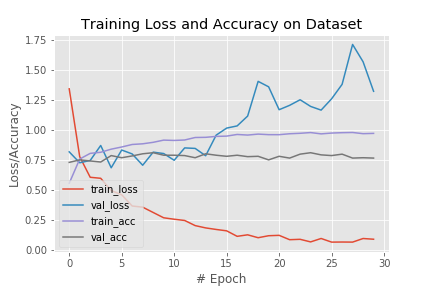 Training Loss and Accuracy on Dataset
1.75
1.50
1.25
1.00
0.75
0.50
0.25
0.00
Loss/Accuracy
train_loss
val_loss
train_acc
val_acc
0 5 10 15 20 25 30
# Epoch